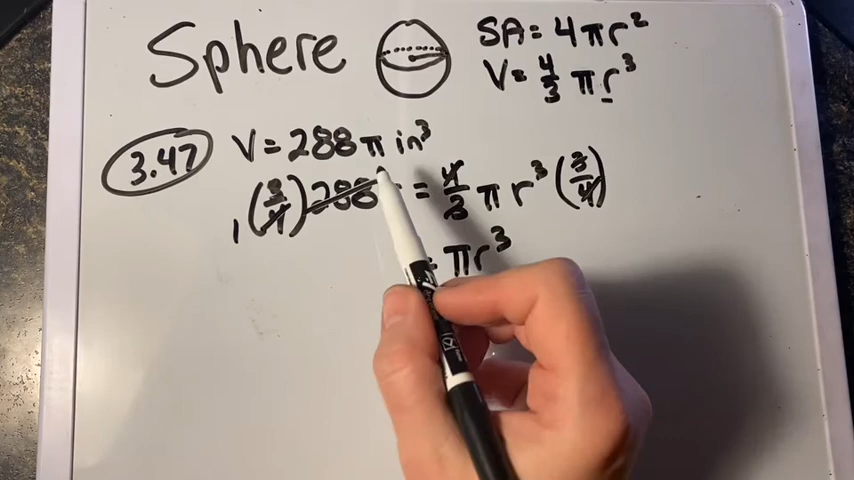 Sphere
SA = 4πr²
V = 4/3 πr³
3.47
V = 288π in³
(3/4) 288 = 4/3 π r³ (3/4)
1
= πr³